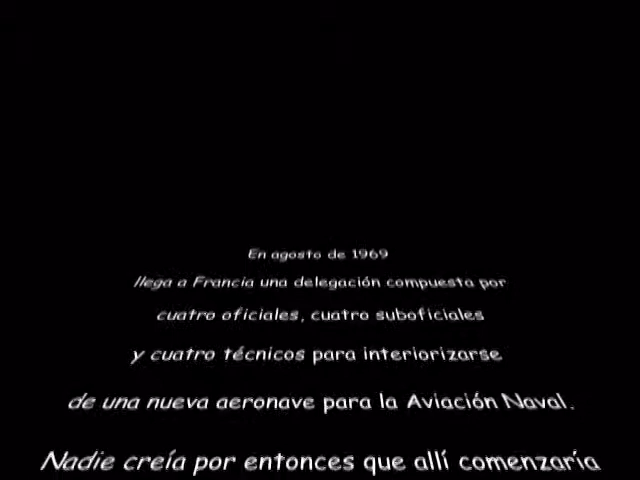 En agosto de 1969
llega a Francia una delegación compuesta por
cuatro oficiales, cuatro suboficiales
y cuatro técnicos para interiorizarse
de una nueva aeronave para la Aviación Naval.
Nadie creía por entonces que allí comenzaría